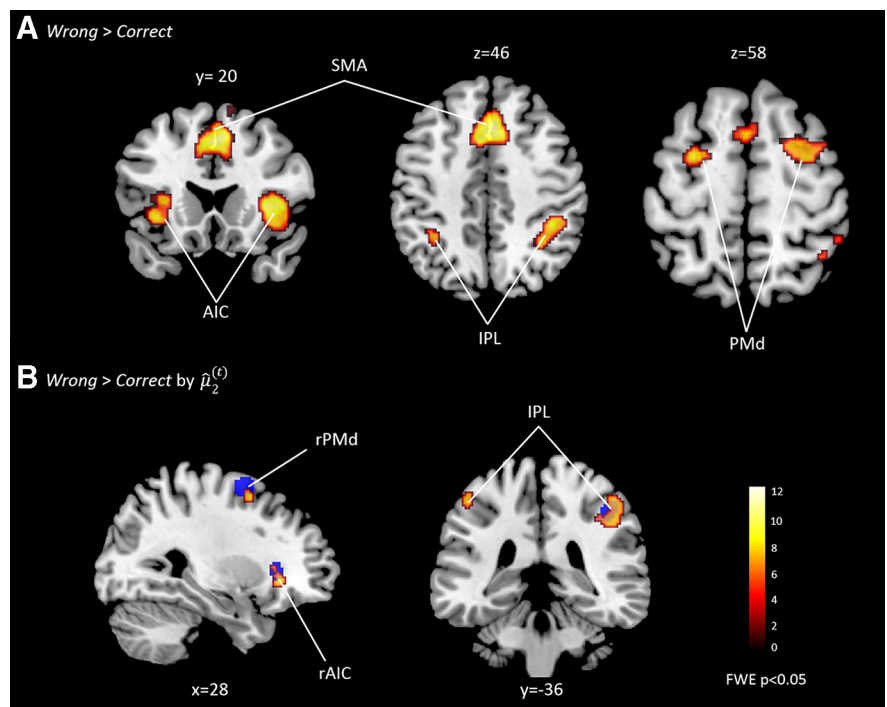 A Wrong > Correct
y= 20
SMA
z=46
z=58
AIC
IPL
PMd
B Wrong > Correct by μ̂₂⁽ᵗ⁾
rPMd
IPL
12
10
8
6
4
2
0
rAIC
x=28
y=-36
FWE p<0.05